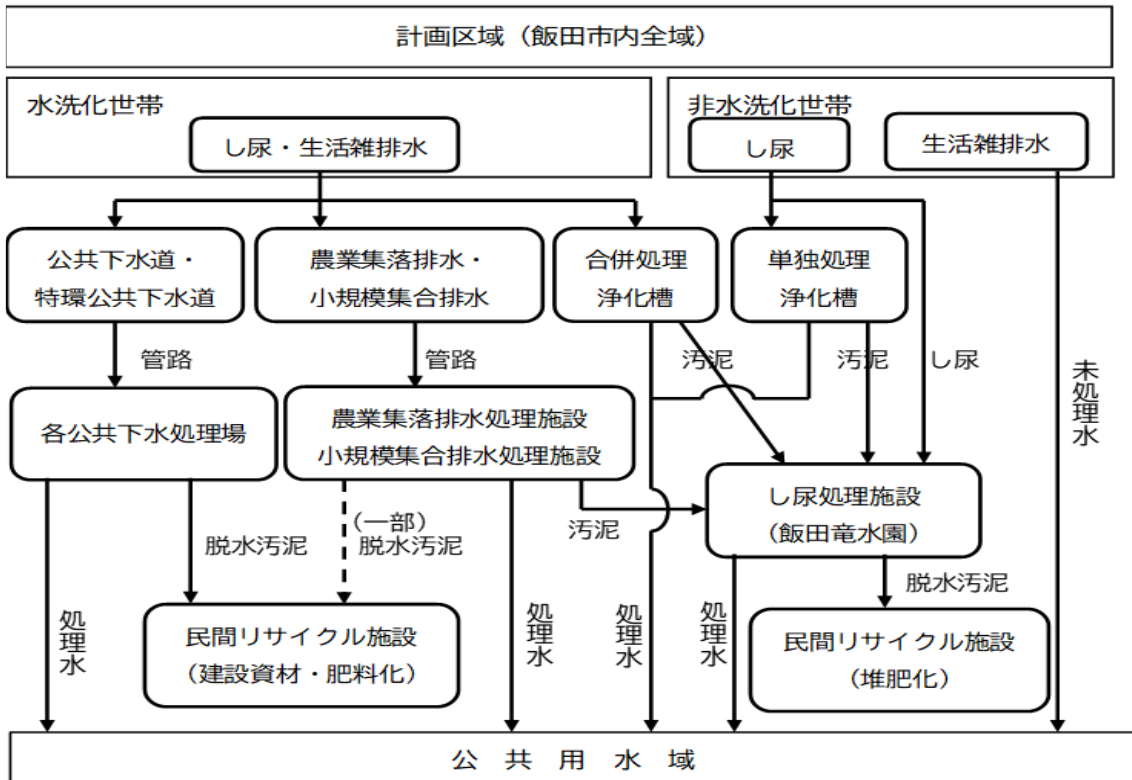 計画区域（飯田市内全域）
水洗化世帯
し尿・生活雑排水
非水洗化世帯
し尿
生活雑排水
公共下水道・
特環公共下水道
農業集落排水・
小規模集合排水
合併処理
浄化槽
単独処理
浄化槽
管路
管路
汚泥
汚泥
し尿
未処理水
各公共下水処理場
農業集落排水処理施設
小規模集合排水処理施設
し尿処理施設
（飯田竜水園）
脱水汚泥
（一部）
脱水汚泥
汚泥
脱水汚泥
処理水
民間リサイクル施設
（建設資材・肥料化）
処理水
処理水
処理水
民間リサイクル施設
（堆肥化）
公共用水域